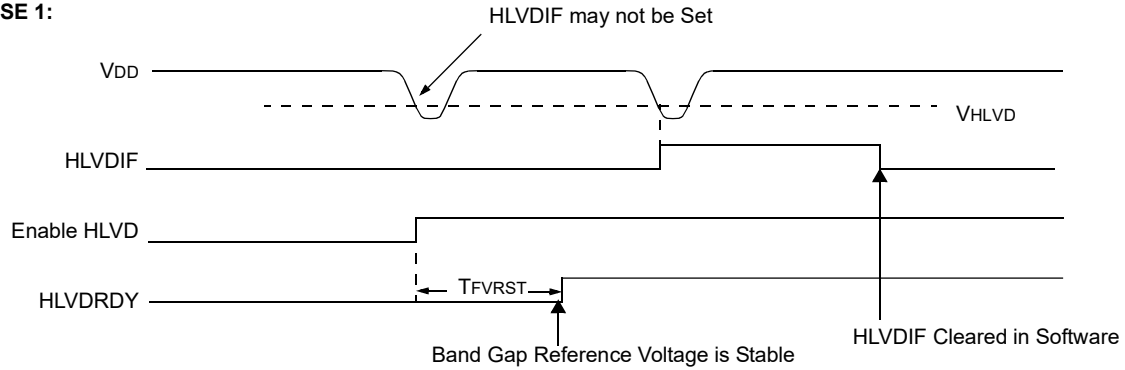 SE 1:
HLVDIF may not be Set
VDD
VHLVD
HLVDIF
Enable HLVD
TFVRST
HLVDRDY
HLVDIF Cleared in Software
Band Gap Reference Voltage is Stable